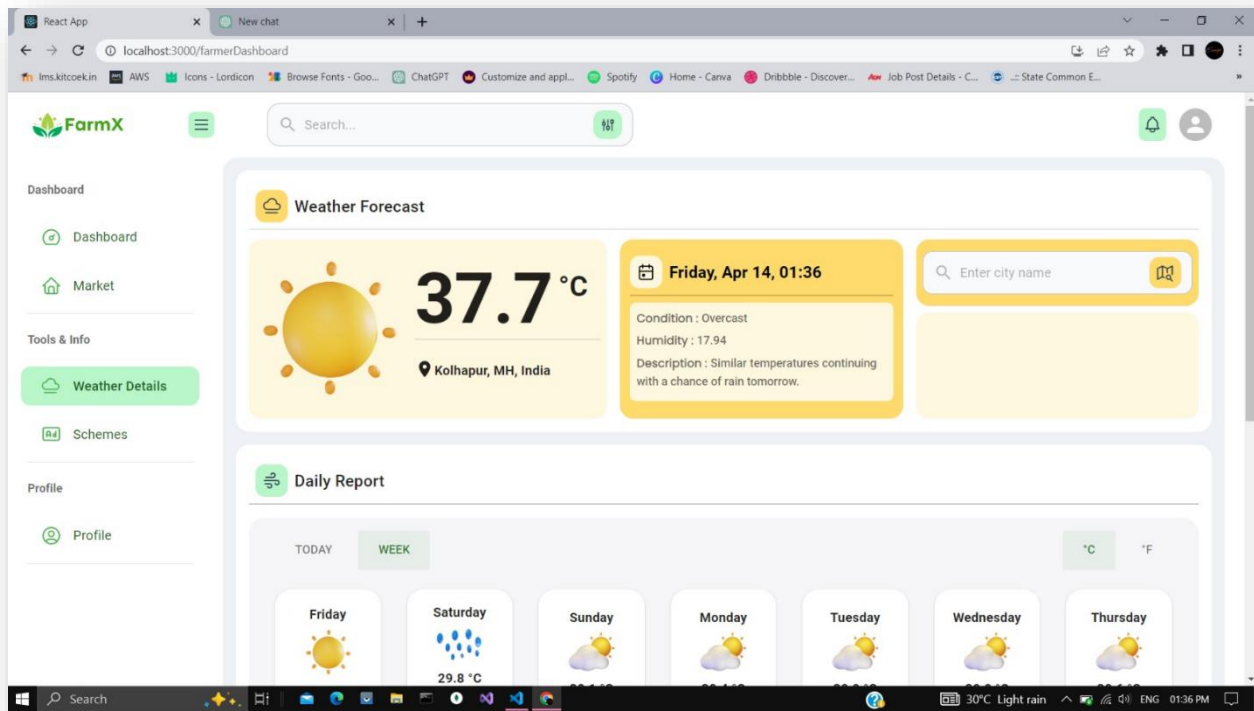 React App
New chat
localhost:3000/farmerDashboard
lms.kitcoek.in
AWS
Icons - Lordicon
Browse Fonts - Goo...
ChatGPT
Customize and appl...
Spotify
Home - Canva
Dribbble - Discover...
Job Post Details - C...
..:: State Common E...
FarmX
Search...
Dashboard
Dashboard
Market
Tools & Info
Weather Details
Ad
Schemes
Profile
Profile
Weather Forecast
37.7 °C
Kolhapur, MH, India
Friday, Apr 14, 01:36
Condition : Overcast
Humidity : 17.94
Description : Similar temperatures continuing
with a chance of rain tomorrow.
Enter city name
Daily Report
TODAY
WEEK
°C
°F
Friday
Saturday
29.8 °C
Sunday
Monday
Tuesday
Wednesday
Thursday
Search
30°C Light rain
ENG
01:36 PM